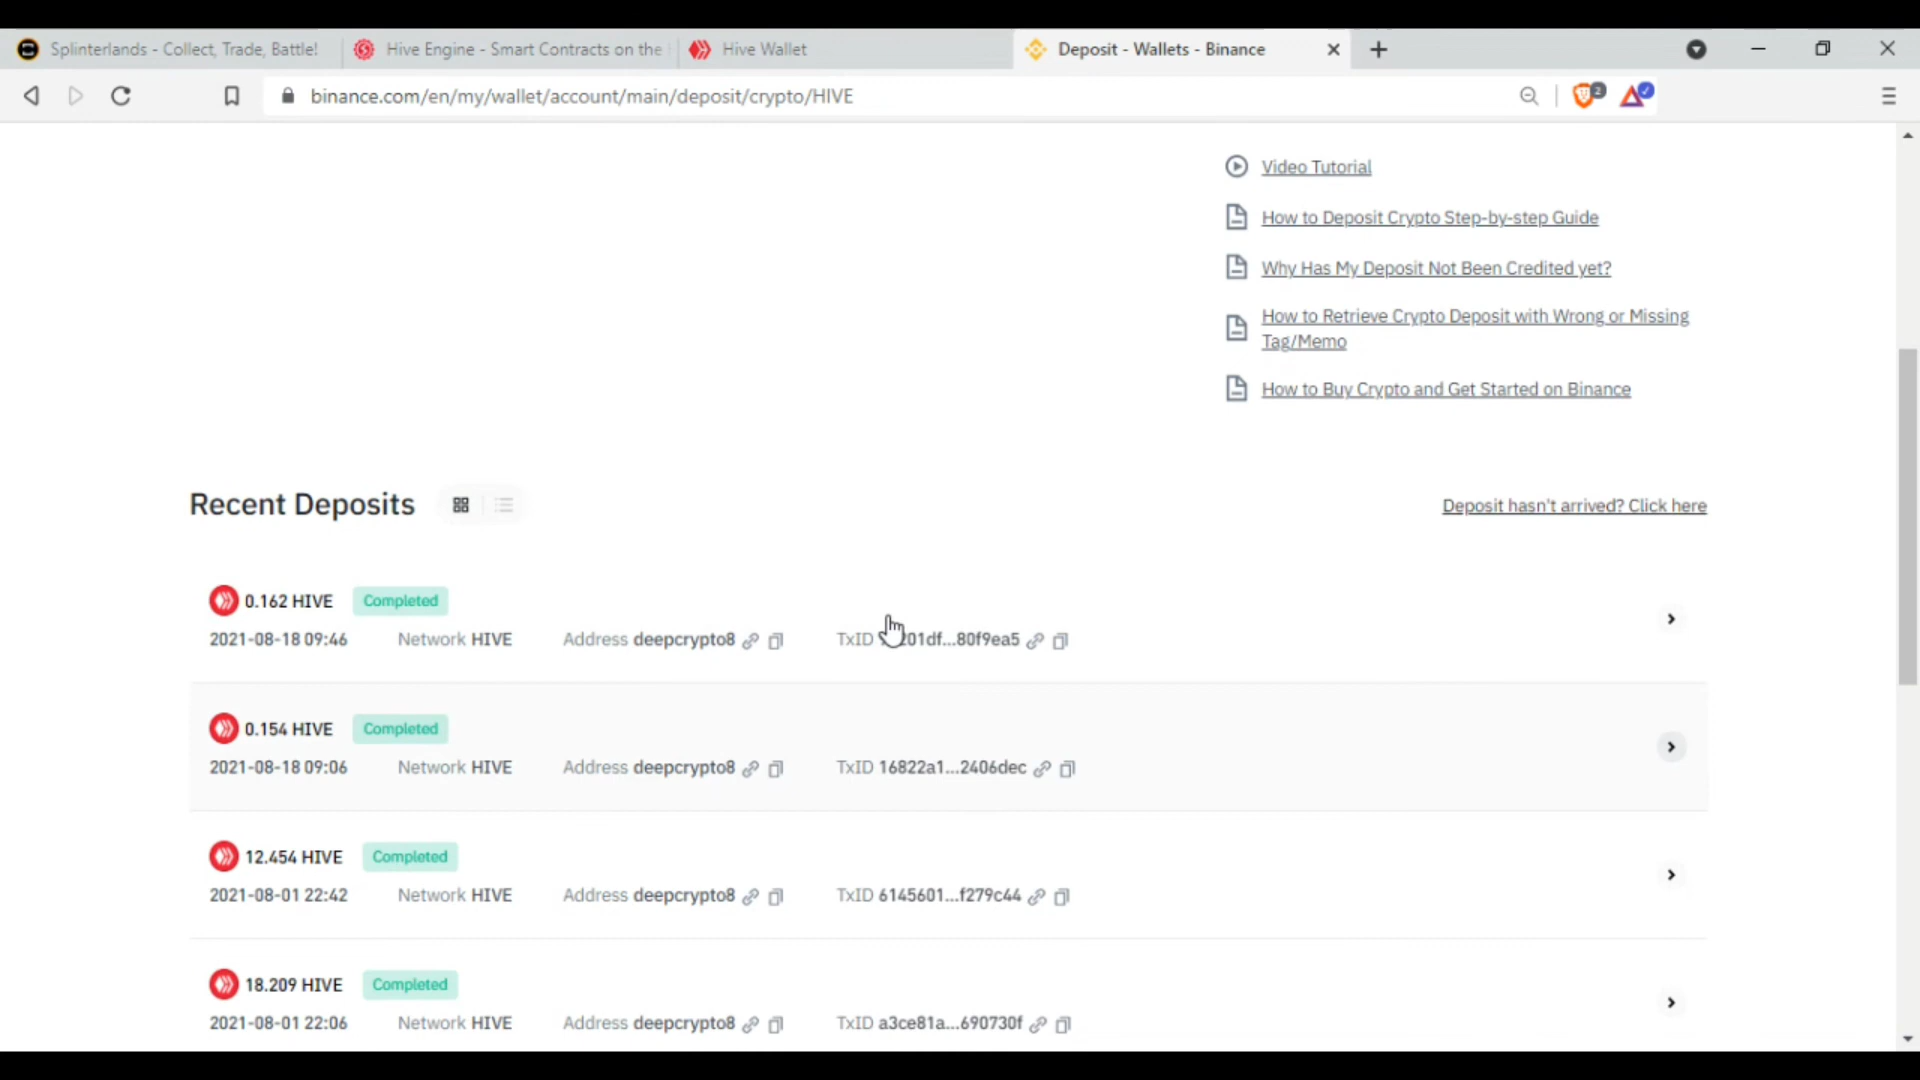 Splinterlands - Collect, Trade, Battle!
Hive Engine - Smart Contracts on the
Hive Wallet
Deposit - Wallets - Binance
binance.com/en/my/wallet/account/main/deposit/crypto/HIVE
2
Video Tutorial
How to Deposit Crypto Step-by-step Guide
Why Has My Deposit Not Been Credited yet?
How to Retrieve Crypto Deposit with Wrong or Missing
Tag/Memo
How to Buy Crypto and Get Started on Binance
Recent Deposits
Deposit hasn't arrived? Click here
0.162 HIVE Completed
2021-08-18 09:46 Network HIVE Address deepcrypto8 TxID
0.154 HIVE Completed
2021-08-18 09:06 Network HIVE Address deepcrypto8 TxID 16822a1...2406dec
12.454 HIVE Completed
2021-08-01 22:42 Network HIVE Address deepcrypto8 TxID 6145601...f279c44
18.209 HIVE Completed
2021-08-01 22:06 Network HIVE Address deepcrypto8 TxID a3ce81a...690730f